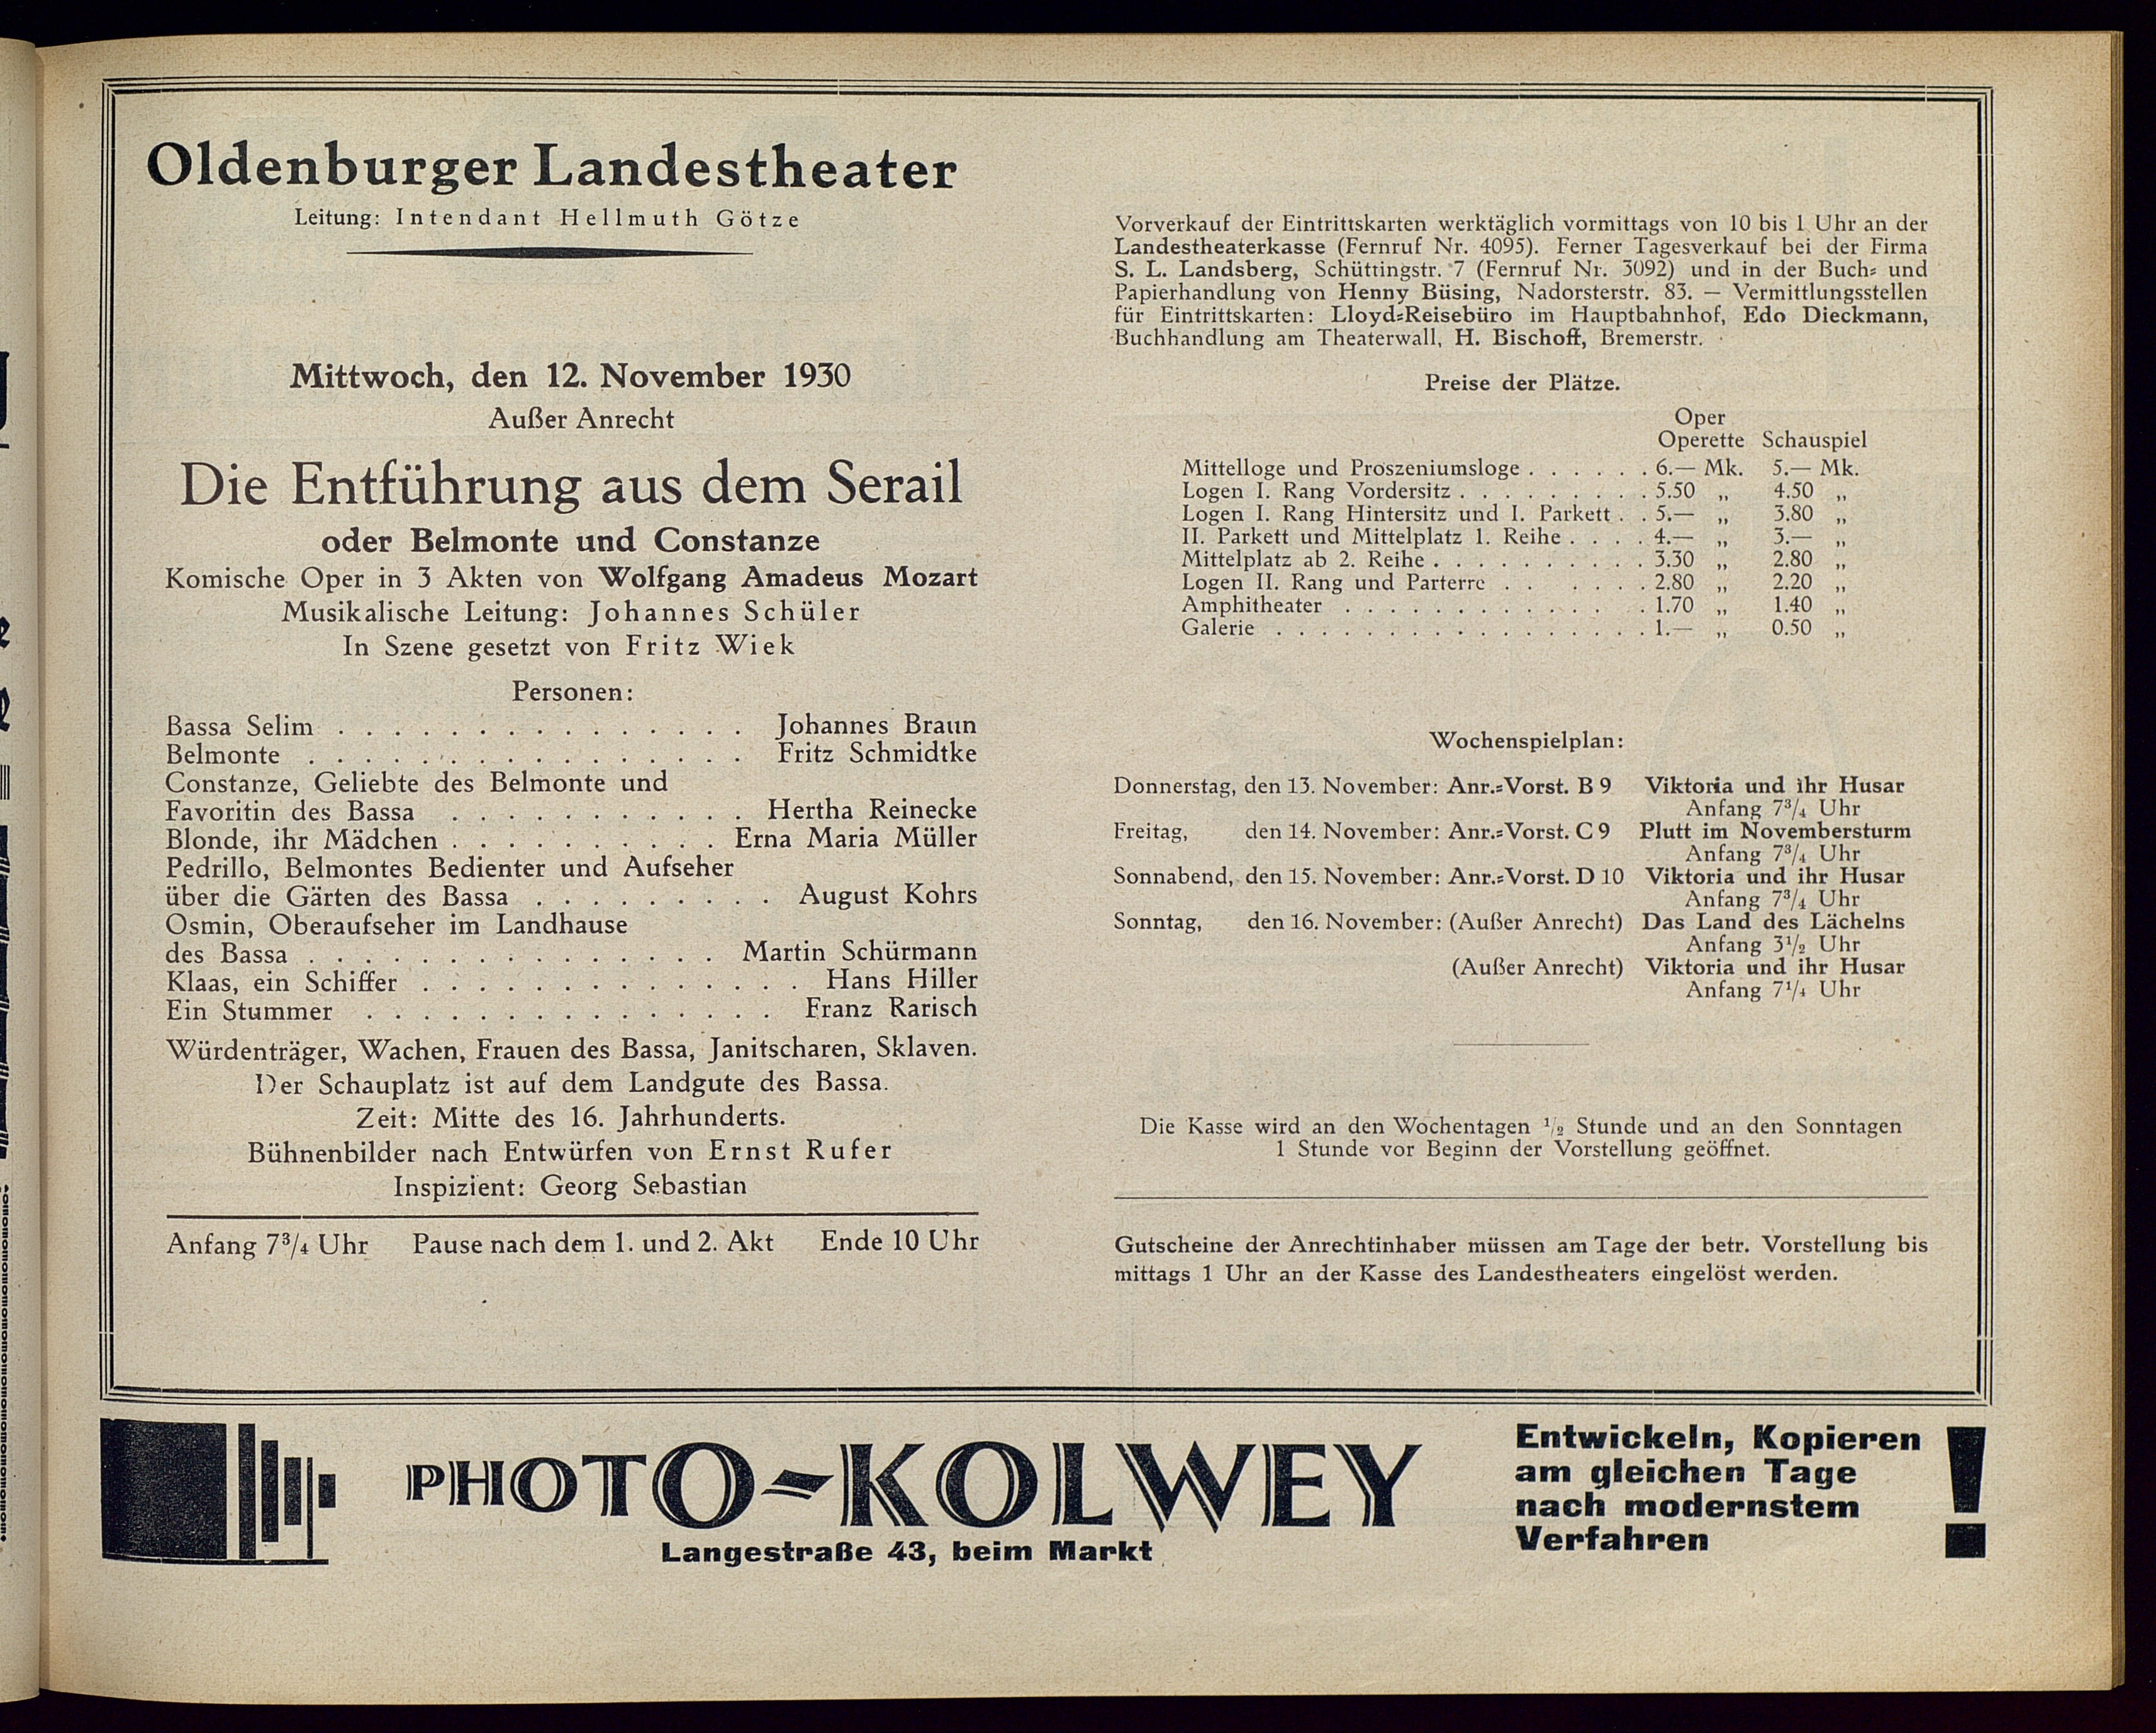 Oldenburger Landestheater
Leitung: Intendant Hellmuth Götze
Mittwoch, den 12. November 1930
Außer Anrecht
Die Entführung aus dem Serail
oder Belmonte und Constanze
Komische Oper in 3 Akten von Wolfgang Amadeus Mozart
Musikalische Leitung: Johannes Schüler
In Szene gesetzt von Fritz Wiek
Personen:
Bassa Selim . . . . . . . . . . . . . . . Johannes Braun
Belmonte . . . . . . . . . . . . . . . . Fritz Schmidtke
Constanze, Geliebte des Belmonte und
Favoritin des Bassa . . . . . . . . . . . Hertha Reinecke
Blonde, ihr Mädchen . . . . . . . . . . Erna Maria Müller
Pedrillo, Belmontes Bedienter und Aufseher
über die Gärten des Bassa . . . . . . . . . August Kohrs
Osmin, Oberaufseher im Landhause
des Bassa . . . . . . . . . . . . . . . Martin Schürmann
Klaas, ein Schiffer . . . . . . . . . . . . . . Hans Hiller
Ein Stummer . . . . . . . . . . . . . . . Franz Rarisch
Würdenträger, Wachen, Frauen des Bassa, Janitscharen, Sklaven.
Der Schauplatz ist auf dem Landgute des Bassa.
Zeit: Mitte des 16. Jahrhunderts.
Bühnenbilder nach Entwürfen von Ernst Rufer
Inspizient: Georg Sebastian
Anfang 7¾ Uhr Pause nach dem 1. und 2. Akt Ende 10 Uhr
Vorverkauf der Eintrittskarten werktäglich vormittags von 10 bis 1 Uhr an der
Landestheaterkasse (Fernruf Nr. 4095). Ferner Tagesverkauf bei der Firma
S. L. Landsberg, Schüttingstr. 7 (Fernruf Nr. 3092) und in der Buch- und
Papierhandlung von Henny Büsing, Nadorsterstr. 83. — Vermittlungsstellen
für Eintrittskarten: Lloyd-Reisebüro im Hauptbahnhof, Edo Dieckmann,
Buchhandlung am Theaterwall, H. Bischoff, Bremerstr.
Preise der Plätze.
Oper
Operette Schauspiel
Mittelloge und Proszeniumsloge . . . . . . 6.— Mk. 5.— Mk.
Logen I. Rang Vordersitz . . . . . . . . . 5.50 „ 4.50 „
Logen I. Rang Hintersitz und I. Parkett . . 5.— „ 3.80 „
II. Parkett und Mittelplatz 1. Reihe . . . . 4.— „ 3.— „
Mittelplatz ab 2. Reihe . . . . . . . . . . 3.30 „ 2.80 „
Logen II. Rang und Parterre . . . . . . 2.80 „ 2.20 „
Amphitheater . . . . . . . . . . . . . 1.70 „ 1.40 „
Galerie . . . . . . . . . . . . . . . . . 1.— „ 0.50 „
Wochenspielplan:
Donnerstag, den 13. November: Anr.-Vorst. B 9 Viktoria und ihr Husar
Anfang 7¾ Uhr
Freitag, den 14. November: Anr.-Vorst. C 9 Plutt im Novembersturm
Anfang 7¾ Uhr
Sonnabend, den 15. November: Anr.-Vorst. D 10 Viktoria und ihr Husar
Anfang 7¾ Uhr
Sonntag, den 16. November: (Außer Anrecht) Das Land des Lächelns
Anfang 3½ Uhr
(Außer Anrecht) Viktoria und ihr Husar
Anfang 7¼ Uhr
Die Kasse wird an den Wochentagen ½ Stunde und an den Sonntagen
1 Stunde vor Beginn der Vorstellung geöffnet.
Gutscheine der Anrechtinhaber müssen am Tage der betr. Vorstellung bis
mittags 1 Uhr an der Kasse des Landestheaters eingelöst werden.
PHOTO-KOLWEY
Langestraße 43, beim Markt
Entwickeln, Kopieren
am gleichen Tage
nach modernstem
Verfahren !